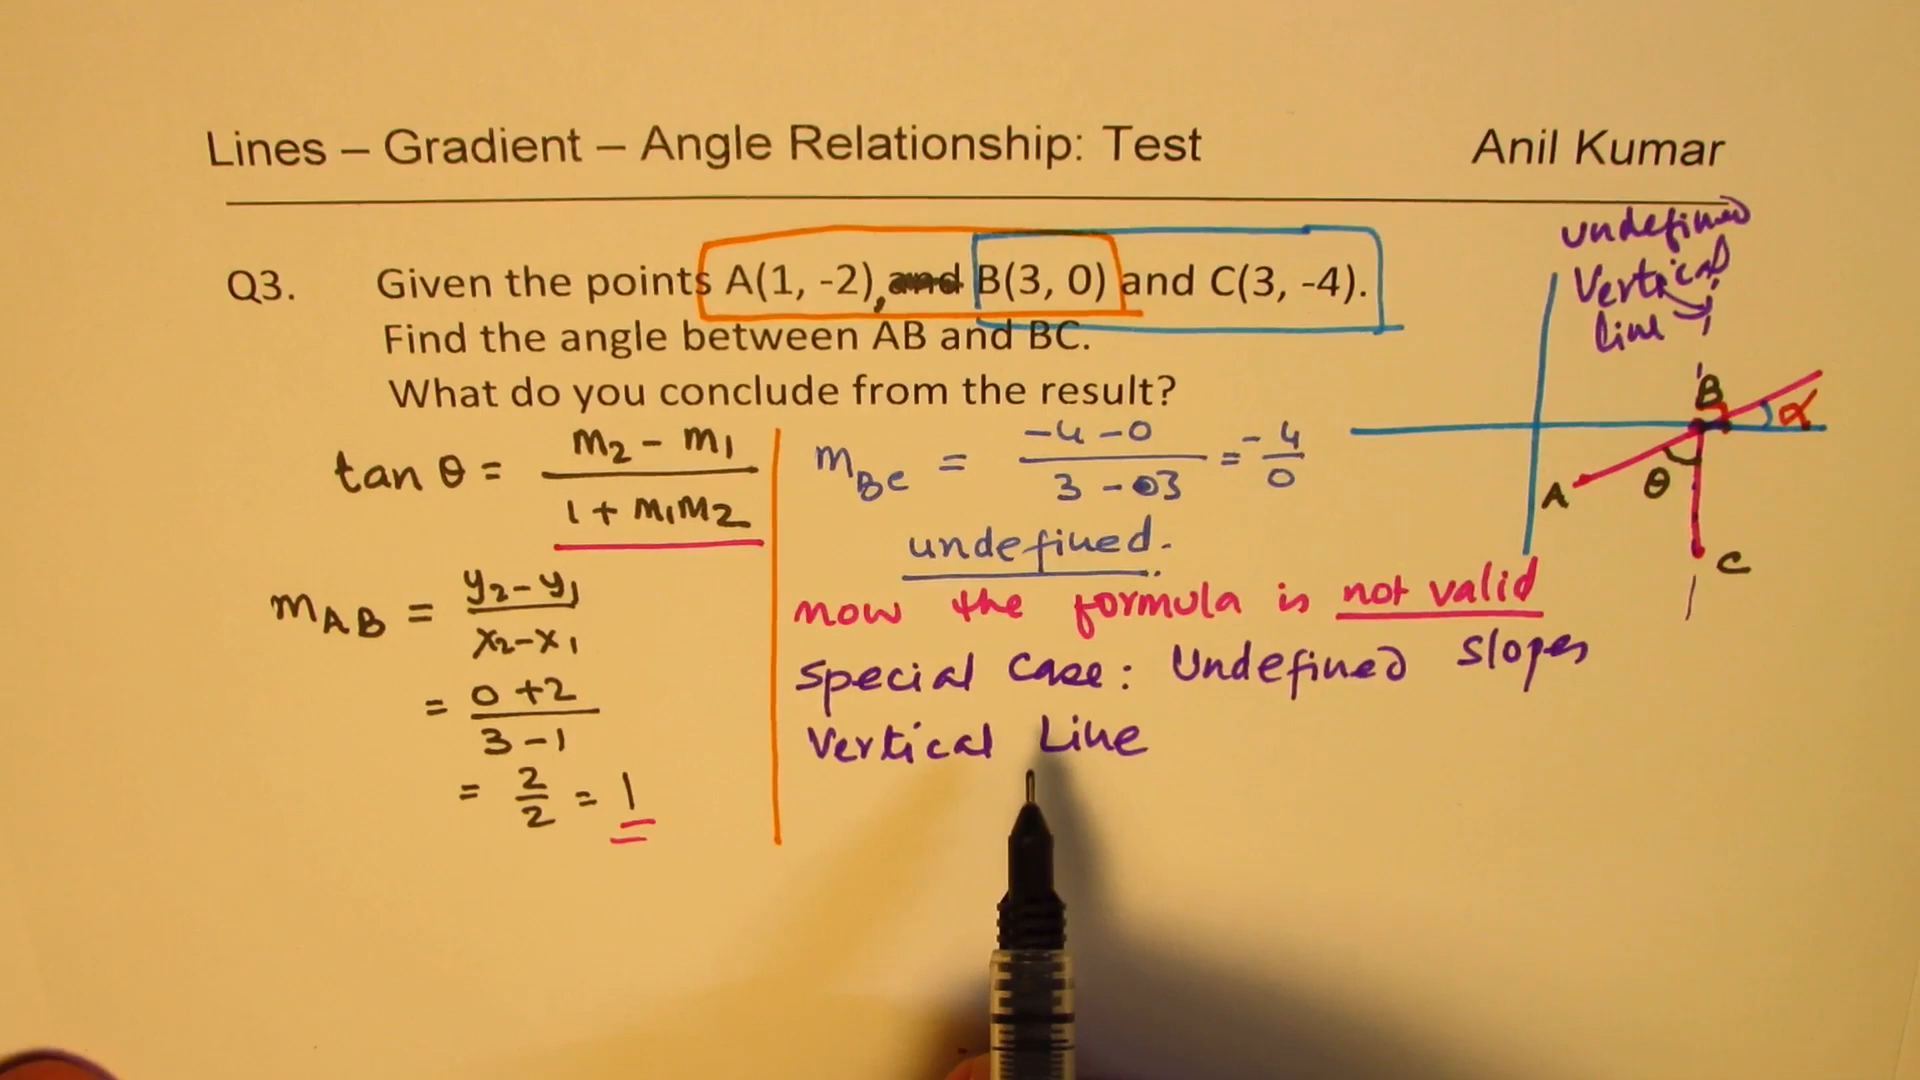 Lines – Gradient – Angle Relationship: Test Anil Kumar
Q3. Given the points A(1, -2), and B(3, 0) and C(3, -4).
Find the angle between AB and BC.
What do you conclude from the result?
tan θ = m2 - m1 / 1 + m1m2
mAB = y2 - y1 / x2 - x1
= 0 + 2 / 3 - 1
= 2/2 = 1
mBC = -4 - 0 / 3 - 3 = -4/0
undefined.
now the formula is not valid
Special Case: Undefined Slopes
Vertical Line
undefined
Vertical
line
B
α
A
θ
C